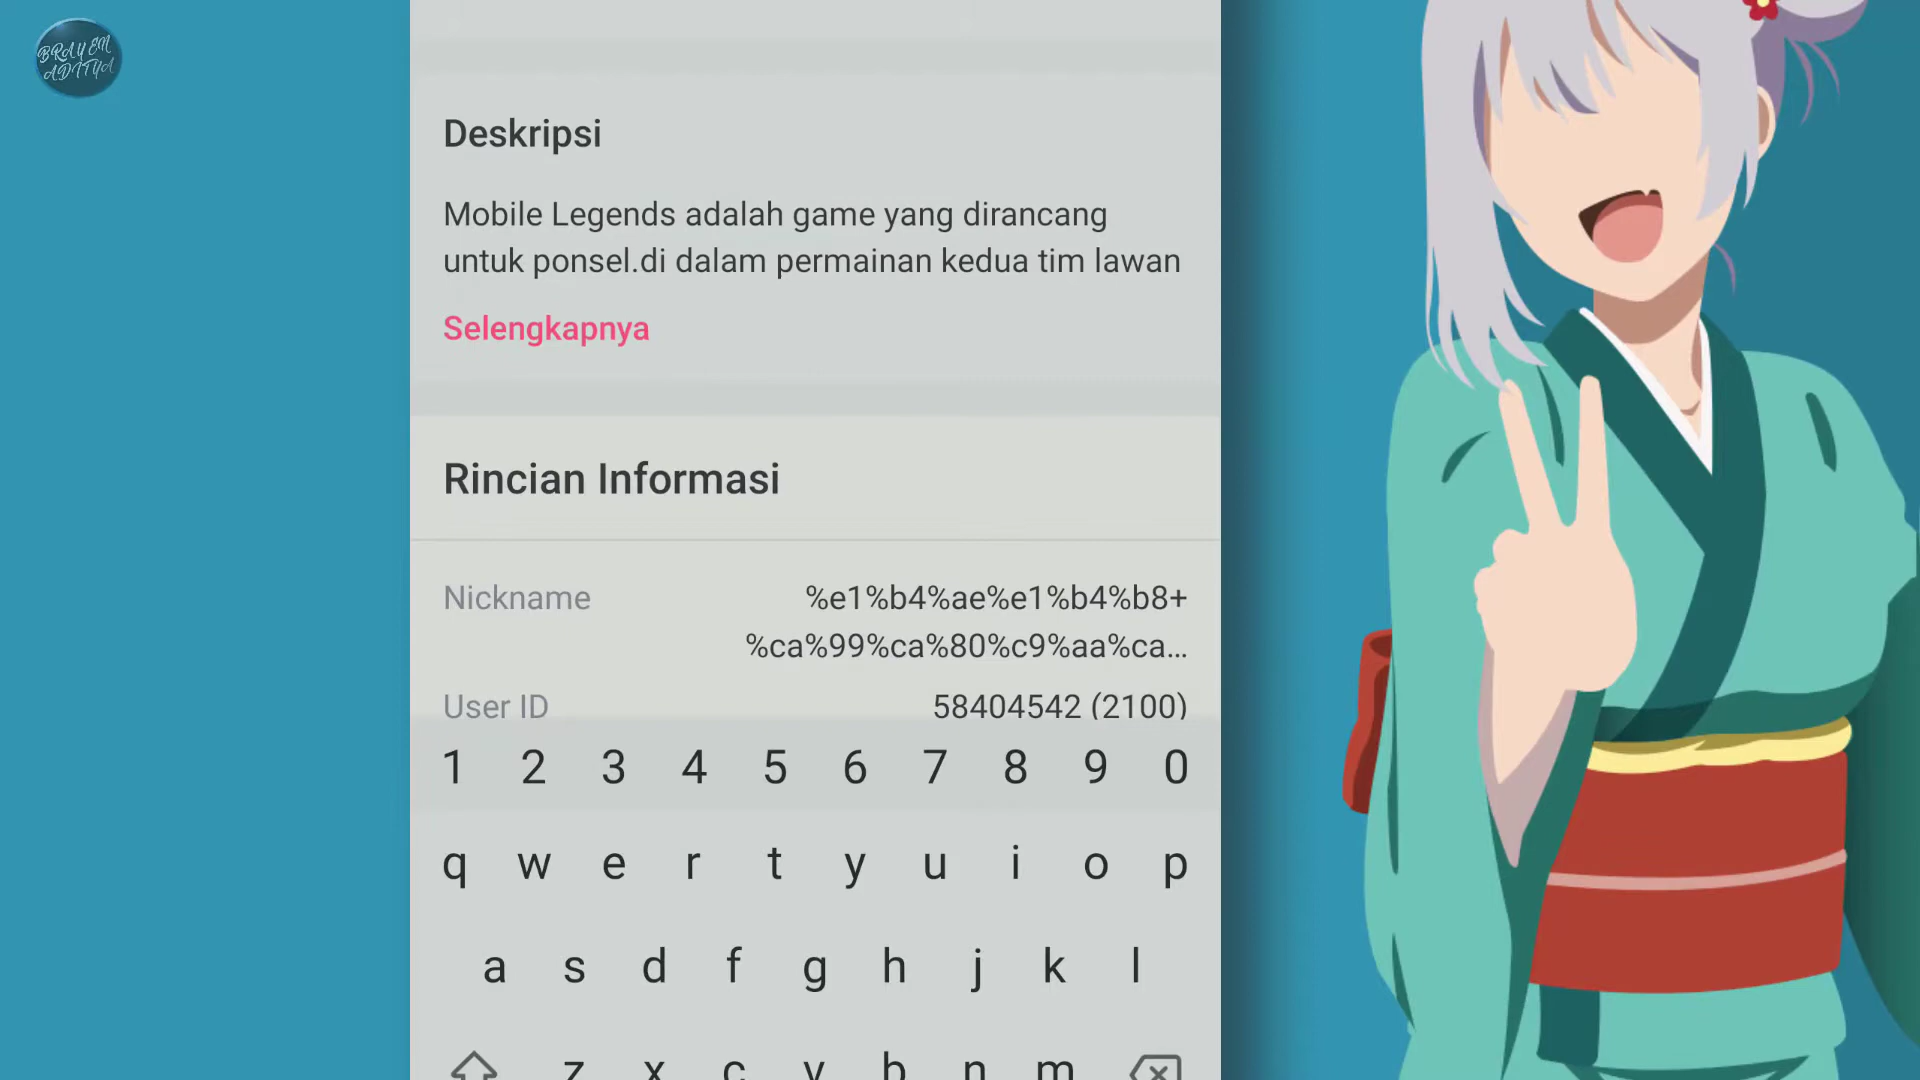 BRAYEN
ADITYA
Deskripsi
Mobile Legends adalah game yang dirancang
untuk ponsel.di dalam permainan kedua tim lawan
Selengkapnya
Rincian Informasi
Nickname %e1%b4%ae%e1%b4%b8+
%ca%99%ca%80%c9%aa%ca...
User ID 58404542 (2100)
1 2 3 4 5 6 7 8 9 0
q w e r t y u i o p
a s d f g h j k l
z x c v b n m